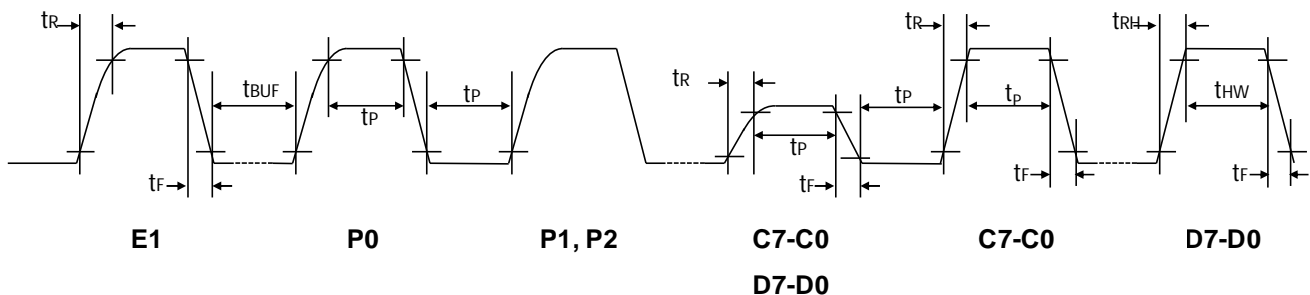 tR tR tRH
tR
tBUF tP tP tP tP tHW
tP
tF tF tF tF
E1 P0 P1, P2 C7-C0 C7-C0 D7-D0
D7-D0